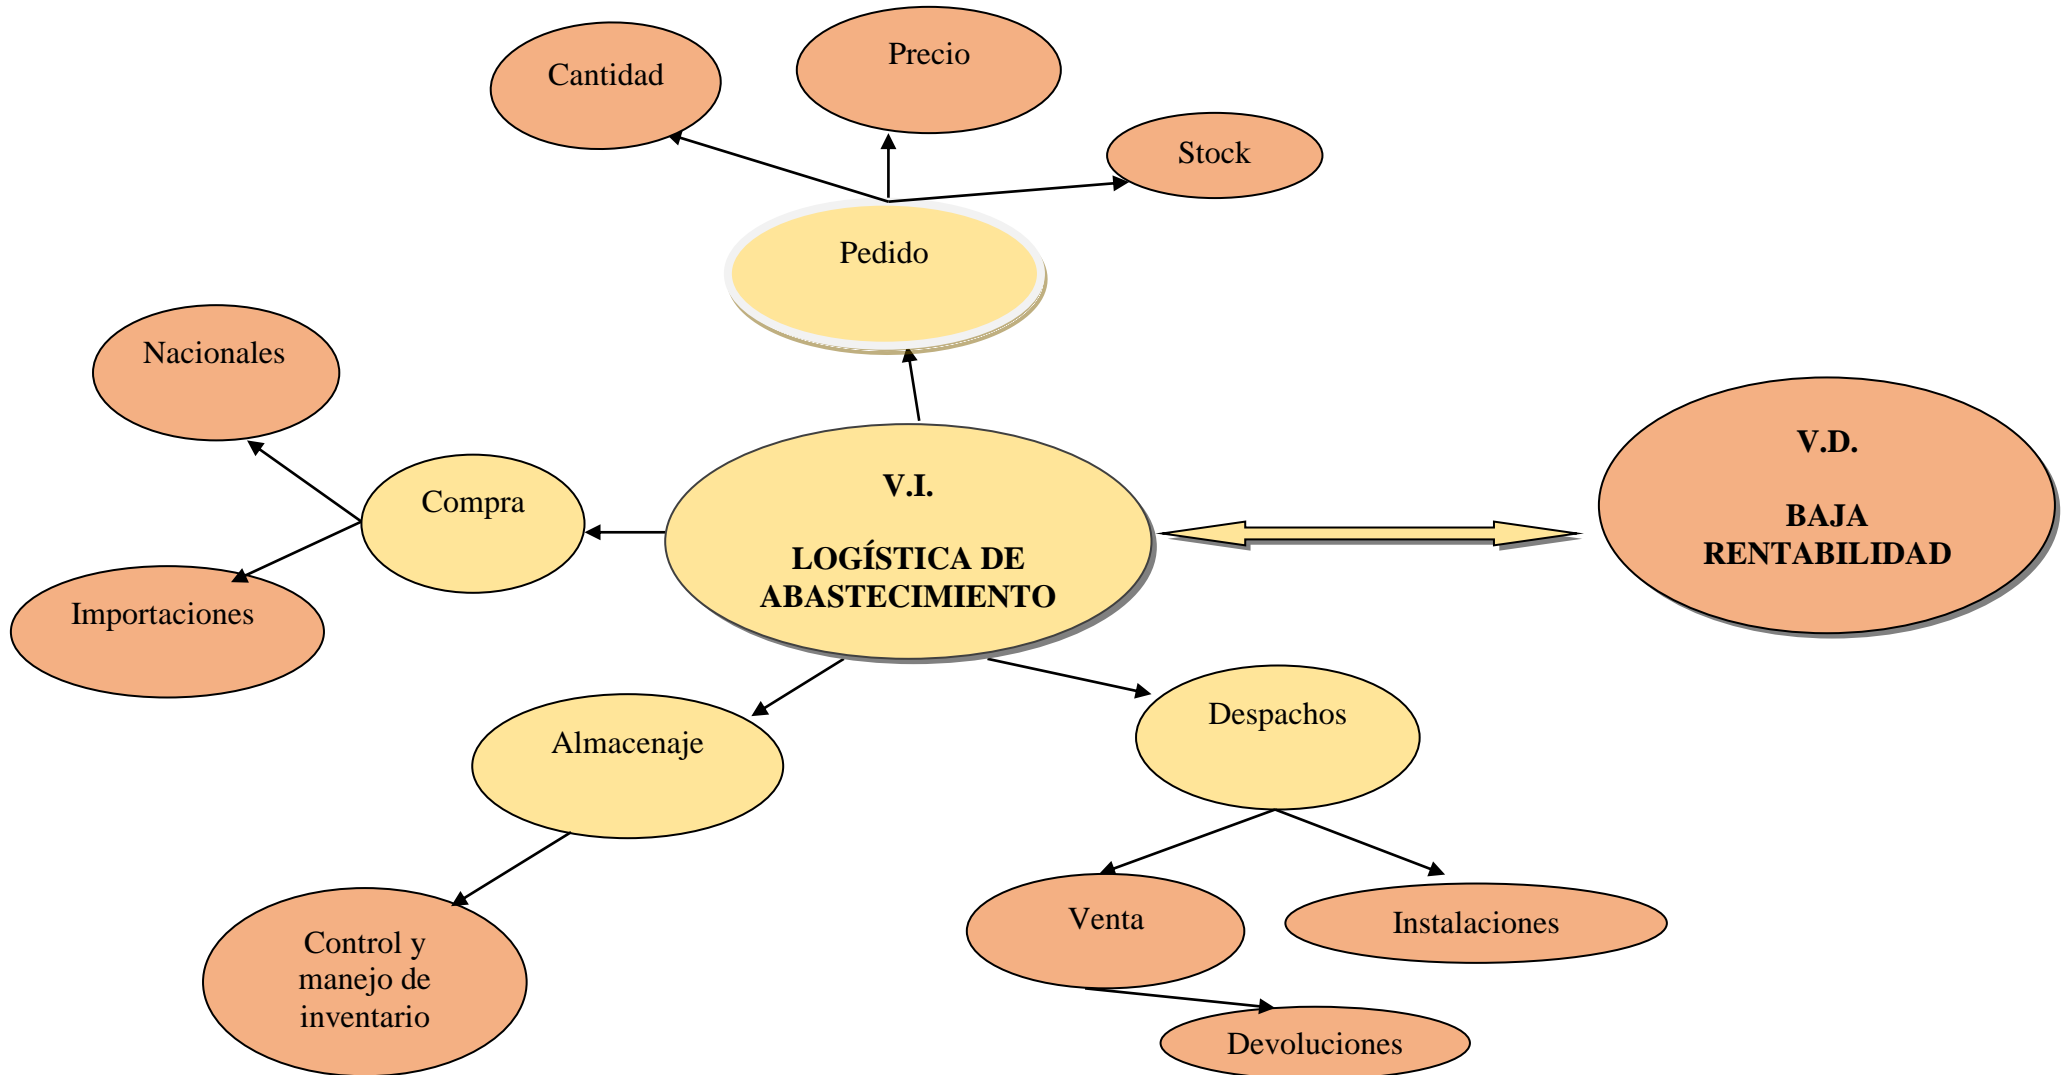 Precio
Cantidad
Stock
Pedido
Nacionales
Compra
Importaciones
V.I.
LOGÍSTICA DE
ABASTECIMIENTO
V.D.
BAJA
RENTABILIDAD
Almacenaje
Despachos
Control y
manejo de
inventario
Venta
Instalaciones
Devoluciones